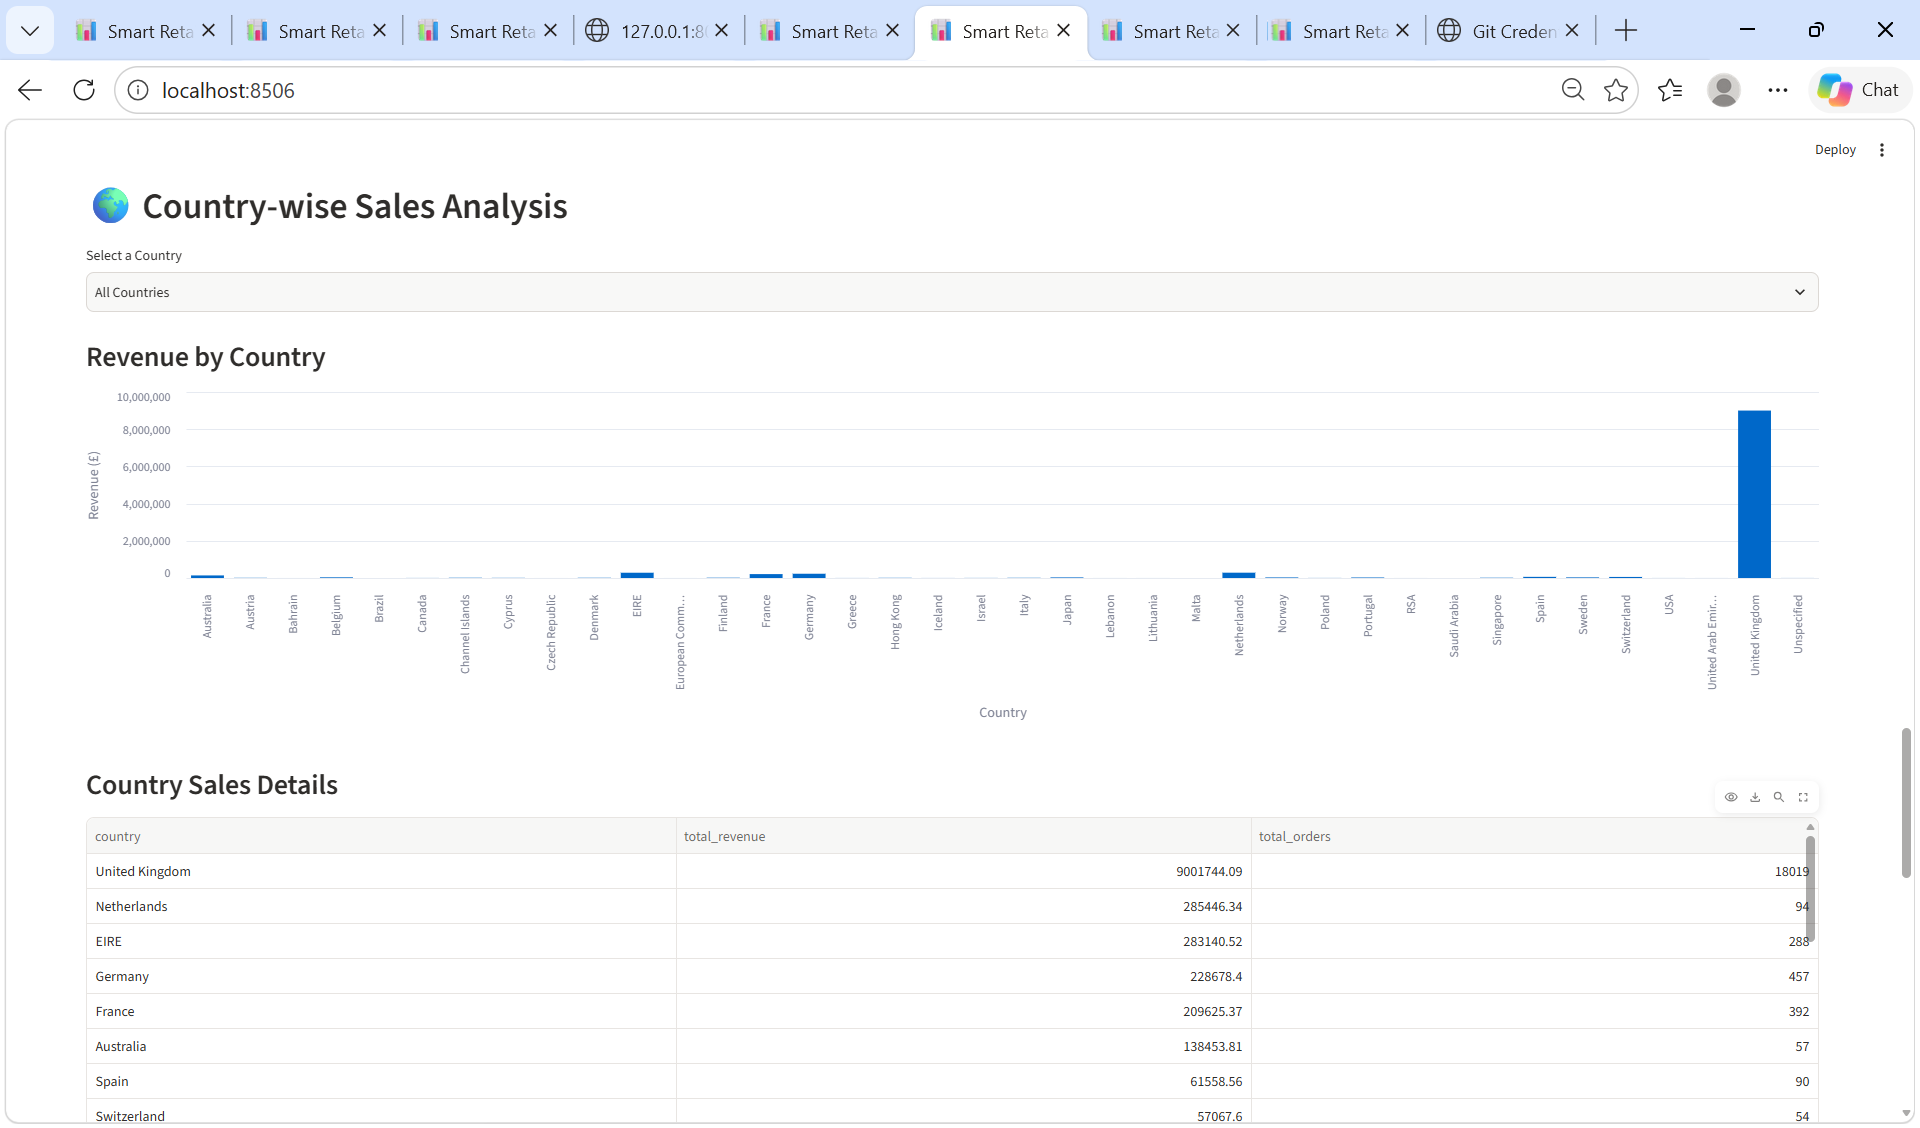 Smart Reta
Smart Reta
Smart Reta
127.0.0.1:8
Smart Reta
Smart Reta
Smart Reta
Smart Reta
Git Creden
localhost:8506
Chat
Deploy
Country-wise Sales Analysis
Select a Country
All Countries
Revenue by Country
10,000,000
8,000,000
6,000,000
4,000,000
2,000,000
0
Revenue (£)
Australia
Austria
Bahrain
Belgium
Brazil
Canada
Channel Islands
Cyprus
Czech Republic
Denmark
EIRE
European Comm…
Finland
France
Germany
Greece
Hong Kong
Iceland
Israel
Italy
Japan
Lebanon
Lithuania
Malta
Netherlands
Norway
Poland
Portugal
RSA
Saudi Arabia
Singapore
Spain
Sweden
Switzerland
USA
United Arab Emir…
United Kingdom
Unspecified
Country
Country Sales Details
country total_revenue total_orders
United Kingdom 9001744.09 18019
Netherlands 285446.34 94
EIRE 283140.52 288
Germany 228678.4 457
France 209625.37 392
Australia 138453.81 57
Spain 61558.56 90
Switzerland 57067.6 54